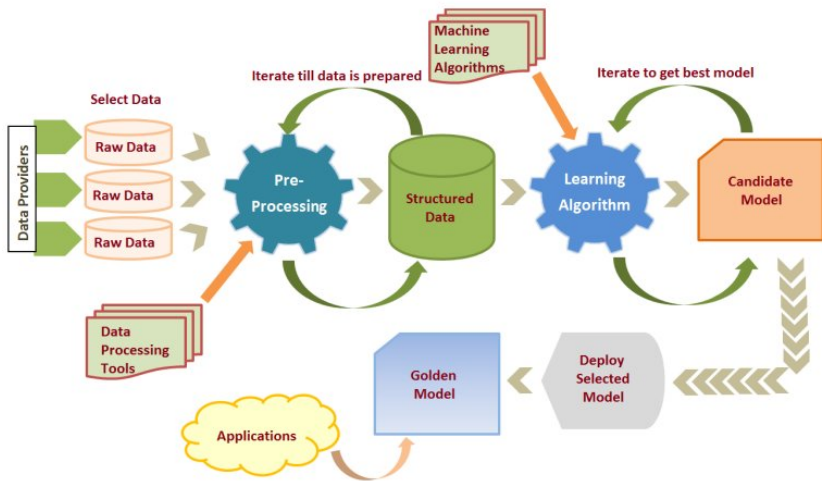 Machine
Learning
Algorithms
Iterate till data is prepared
Iterate to get best model
Select Data
Data Providers
Raw Data
Raw Data
Raw Data
Pre-
Processing
Structured
Data
Learning
Algorithm
Candidate
Model
Data
Processing
Tools
Golden
Model
Deploy
Selected
Model
Applications